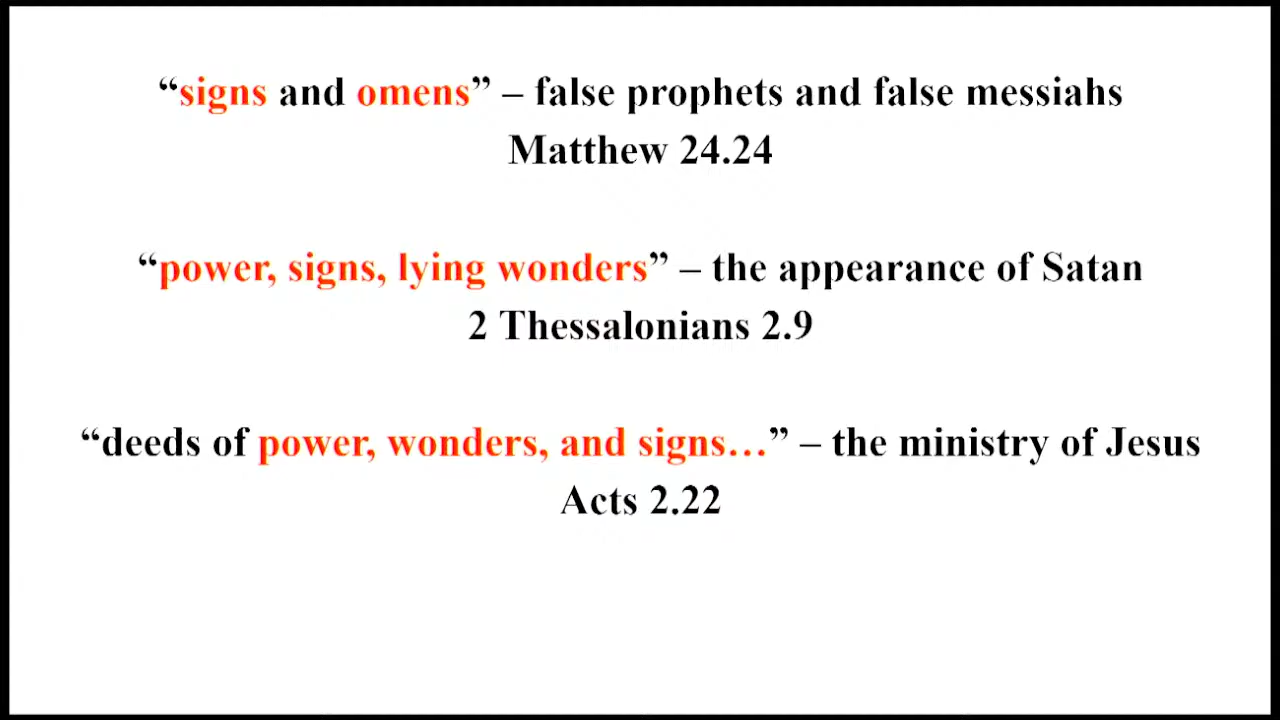 “signs and omens” – false prophets and false messiahs
Matthew 24.24
“power, signs, lying wonders” – the appearance of Satan
2 Thessalonians 2.9
“deeds of power, wonders, and signs…” – the ministry of Jesus
Acts 2.22